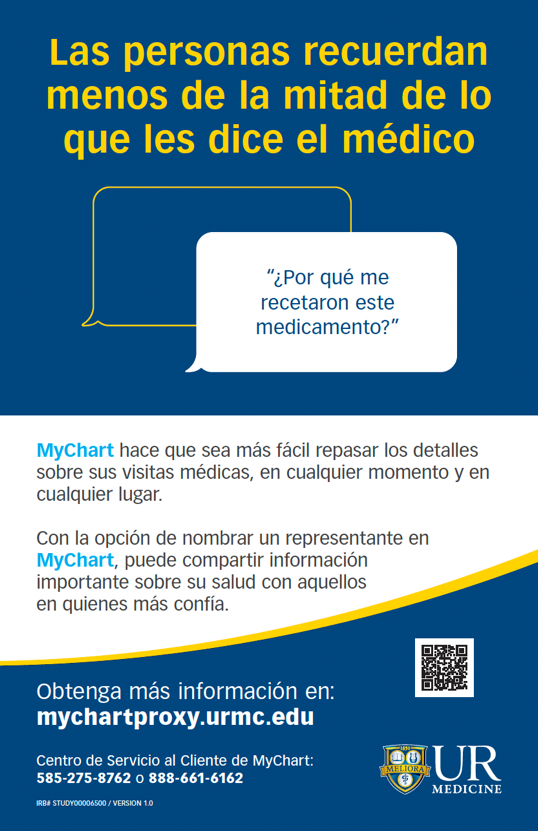 Las personas recuerdan
menos de la mitad de lo
que les dice el médico
“¿Por qué me
recetaron este
medicamento?”
MyChart hace que sea más fácil repasar los detalles
sobre sus visitas médicas, en cualquier momento y en
cualquier lugar.
Con la opción de nombrar un representante en
MyChart, puede compartir información
importante sobre su salud con aquellos
en quienes más confía.
Obtenga más información en:
mychartproxy.urmc.edu
Centro de Servicio al Cliente de MyChart:
585-275-8762 o 888-661-6162
IRB# STUDY00006500 / VERSION 1.0
1850
MELIORA
UR
MEDICINE